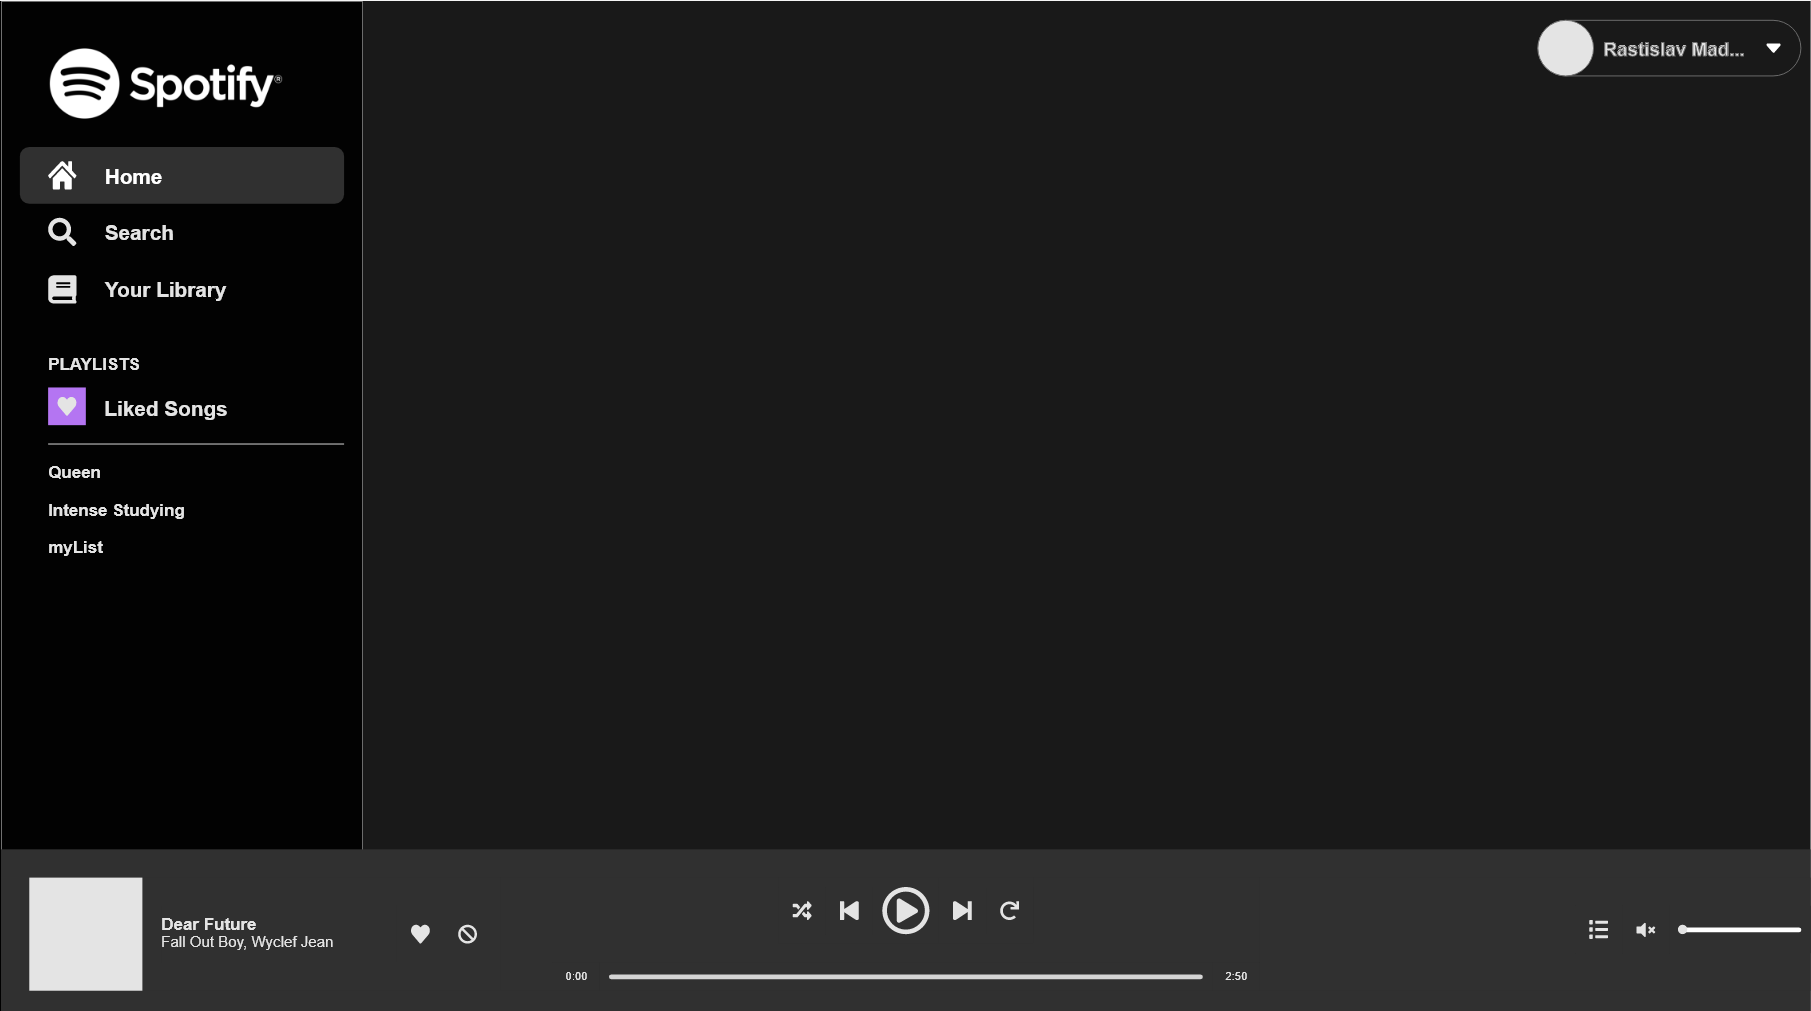 Spotify®
Rastislav Mad...
Home
Search
Your Library
PLAYLISTS
Liked Songs
Queen
Intense Studying
myList
Dear Future
Fall Out Boy, Wyclef Jean
0:00
2:50